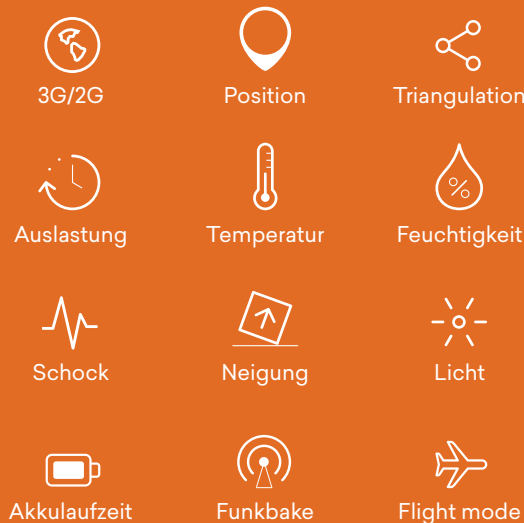 3G/2G
Position
Triangulation
Auslastung
Temperatur
Feuchtigkeit
%
Schock
Neigung
Licht
Akkulaufzeit
Funkbake
Flight mode